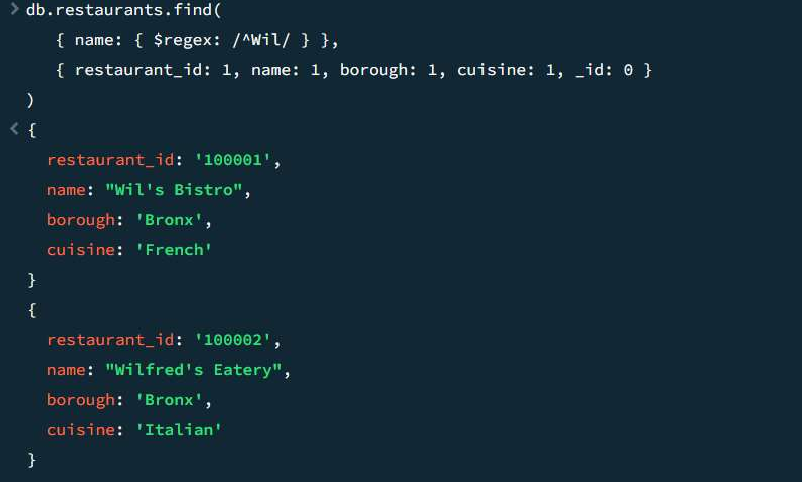 > db.restaurants.find(
{ name: { $regex: /^Wil/ } },
{ restaurant_id: 1, name: 1, borough: 1, cuisine: 1, _id: 0 }
)
< {
restaurant_id: '100001',
name: "Wil's Bistro",
borough: 'Bronx',
cuisine: 'French'
}
{
restaurant_id: '100002',
name: "Wilfred's Eatery",
borough: 'Bronx',
cuisine: 'Italian'
}